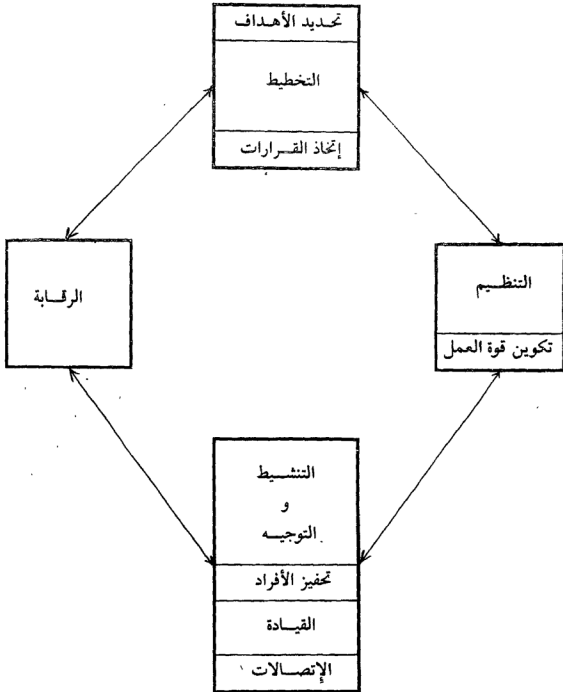 تحديد الأهداف
التخطيط
إتخاذ القرارات
التنظيم
تكوين قوة العمل
الرقابة
التنشيط
و
التوجيه
تحفيز الأفراد
القيادة
الإتصالات